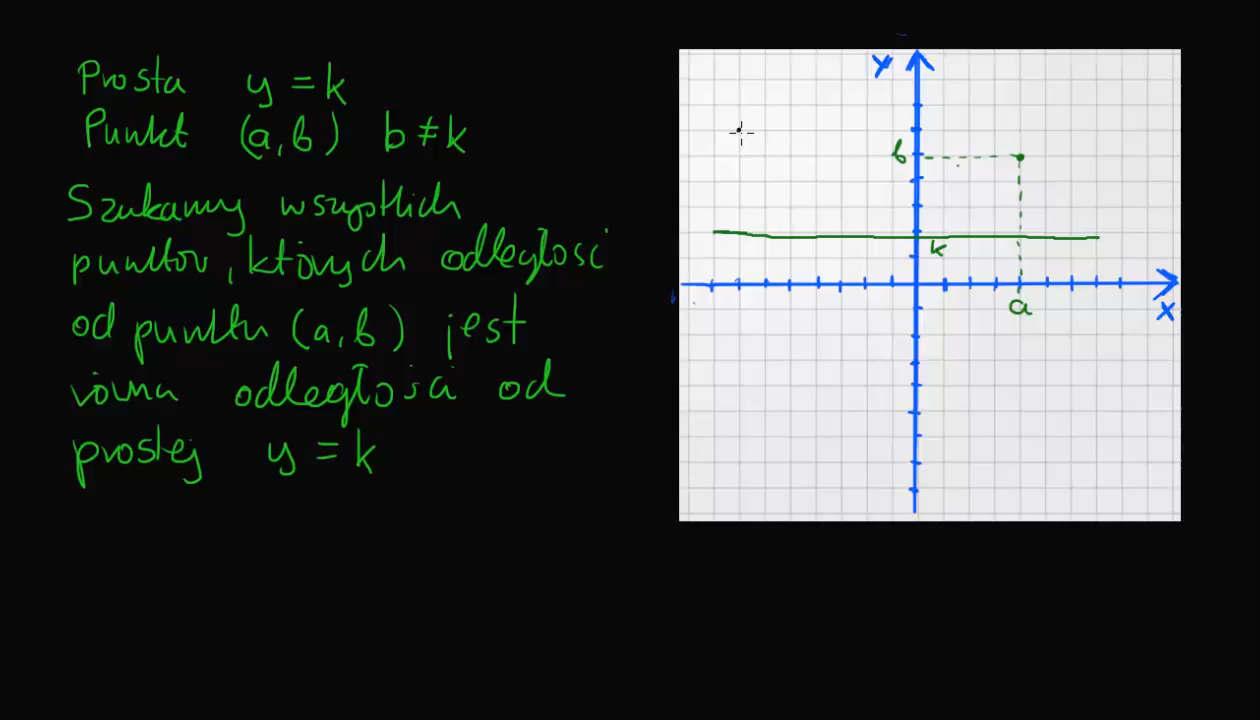 Prosta y = k
Punkt (a, b) b ≠ k
Szukamy wszystkich
punktów, których odległość
od punktu (a, b) jest
równa odległości od
prostej y = k
y
b
k
a
x